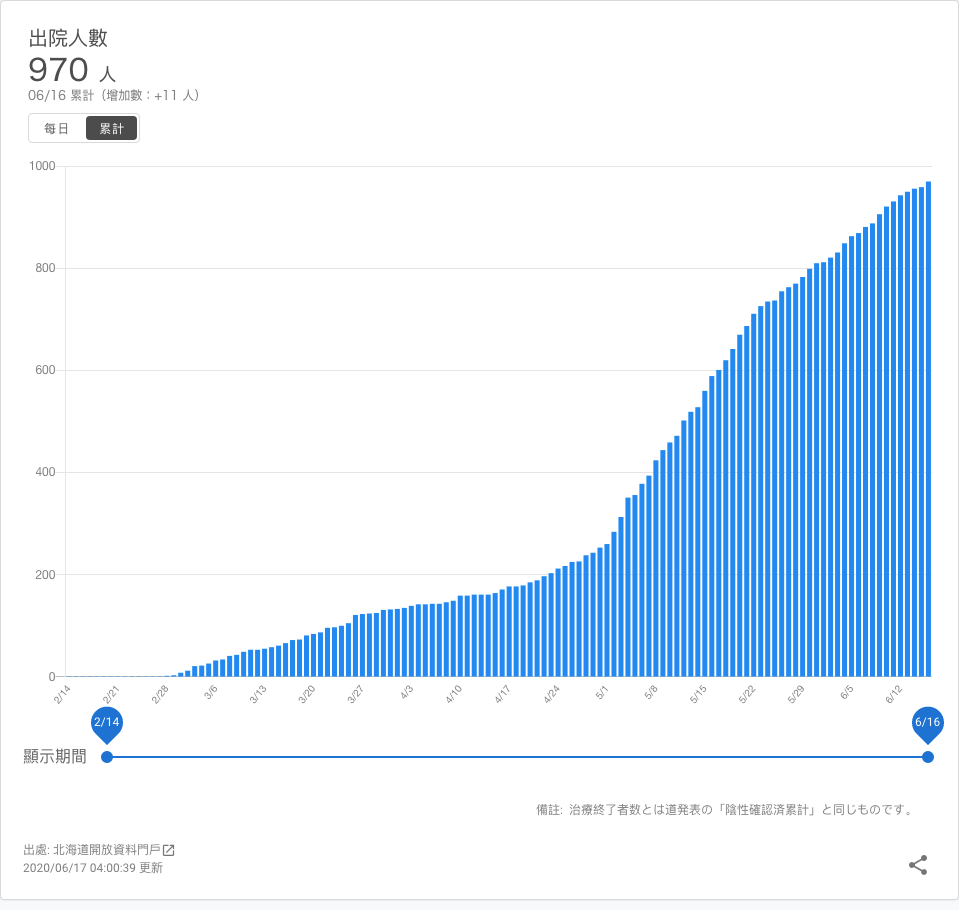 出院人數
970 人
06/16 累計（增加數：+11 人）
每日 累計
1000
800
600
400
200
0
2/14 2/21 2/28 3/6 3/13 3/20 3/27 4/3 4/10 4/17 4/24 5/1 5/8 5/15 5/22 5/29 6/5 6/12
2/14 6/16
顯示期間
備註: 治療終了者数とは道発表の「陰性確認済累計」と同じものです。
出處: 北海道開放資料門戶
2020/06/17 04:00:39 更新